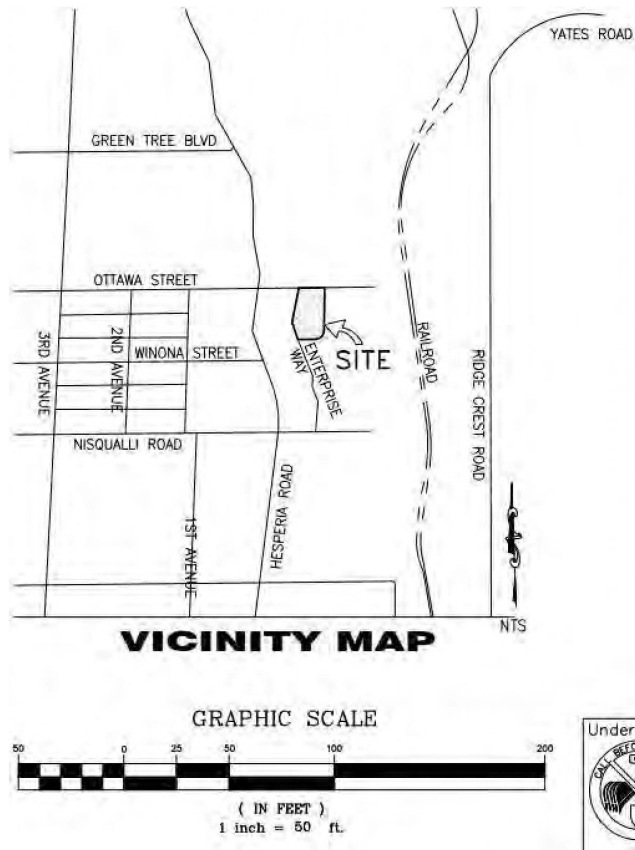 YATES ROAD
GREEN TREE BLVD
OTTAWA STREET
3RD AVENUE
2ND AVENUE
WINONA STREET
ENTERPRISE
WAY
SITE
RAILROAD
RIDGE CREST ROAD
NISQUALLI ROAD
1ST AVENUE
HESPERIA ROAD
NTS
VICINITY MAP
GRAPHIC SCALE
50 0 25 50 100 200
( IN FEET )
1 inch = 50 ft.
Under
CALL BEFO